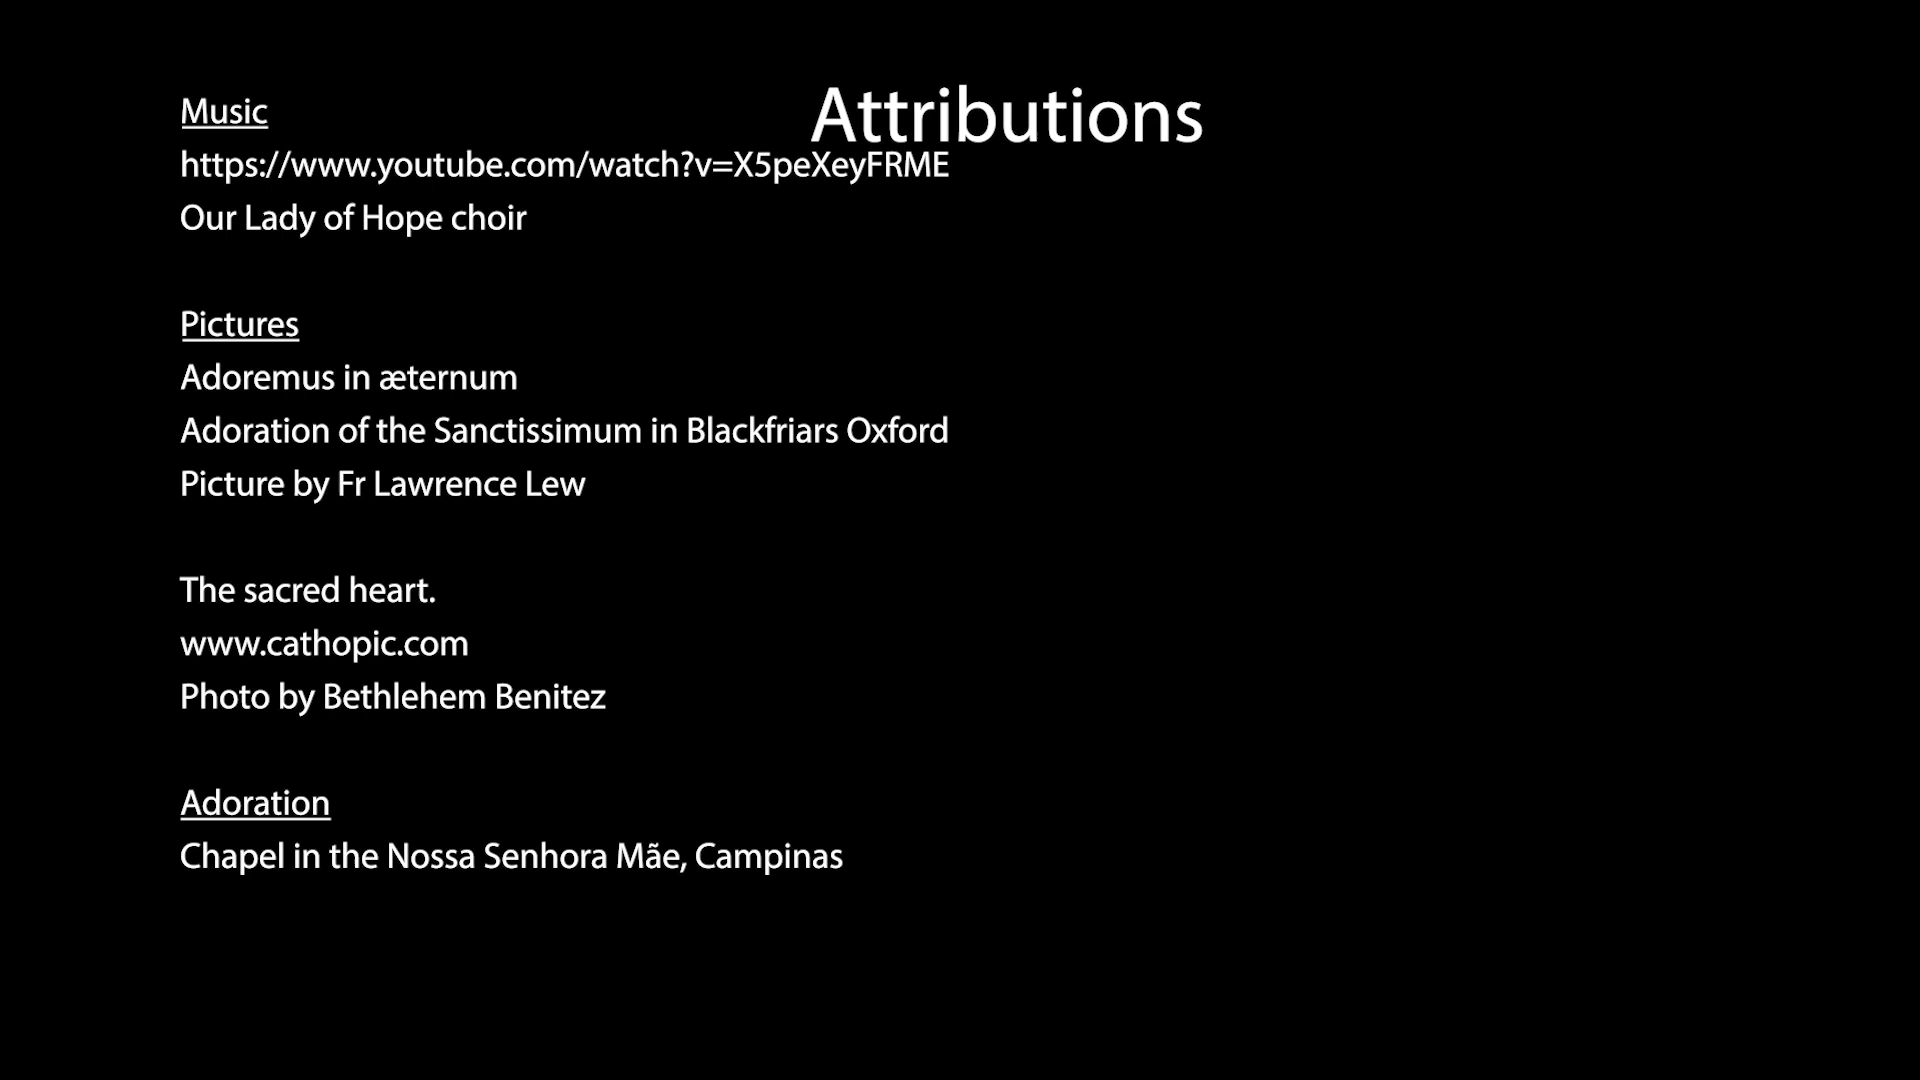 Attributions
Music
https://www.youtube.com/watch?v=X5peXeyFRME
Our Lady of Hope choir
Pictures
Adoremus in æternum
Adoration of the Sanctissimum in Blackfriars Oxford
Picture by Fr Lawrence Lew
The sacred heart.
www.cathopic.com
Photo by Bethlehem Benitez
Adoration
Chapel in the Nossa Senhora Mãe, Campinas